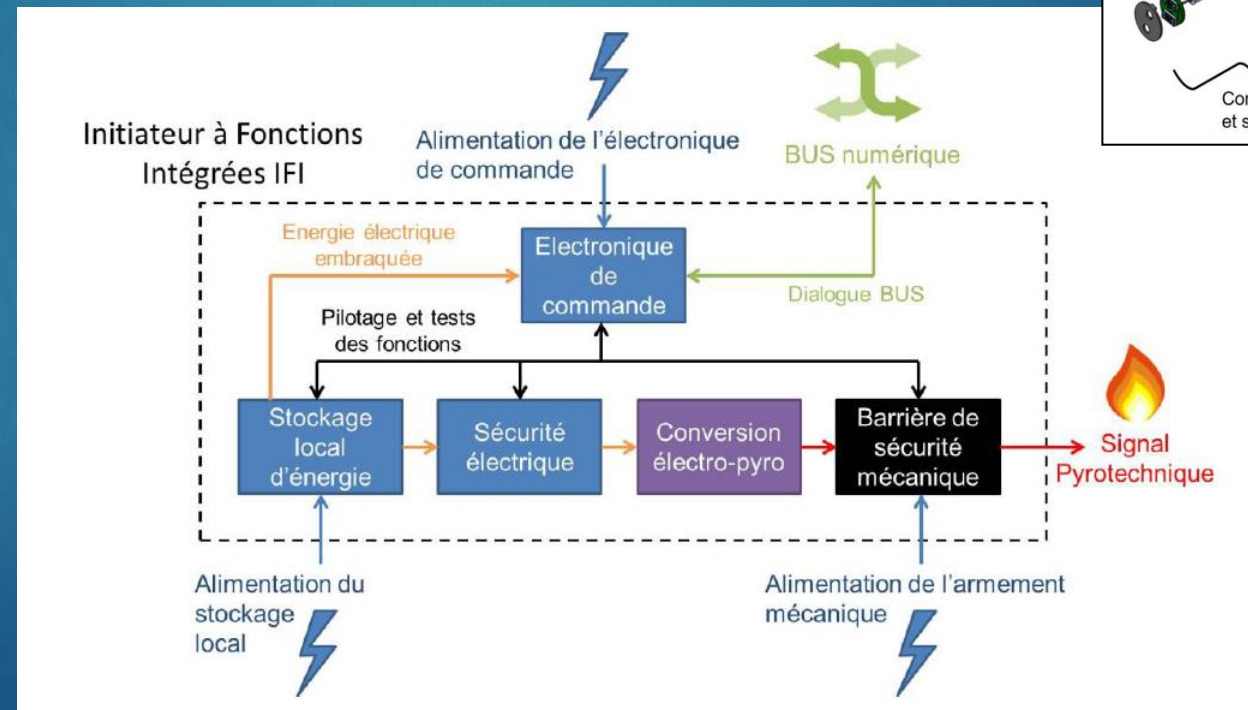 Initiateur à Fonctions
Intégrées IFI
Alimentation de l'électronique
de commande
BUS numérique
Energie électrique
embraquée
Electronique
de
commande
Dialogue BUS
Pilotage et tests
des fonctions
Stockage
local
d'énergie
Sécurité
électrique
Conversion
électro-pyro
Barrière de
sécurité
mécanique
Signal
Pyrotechnique
Alimentation du
stockage
local
Alimentation de l'armement
mécanique
et s